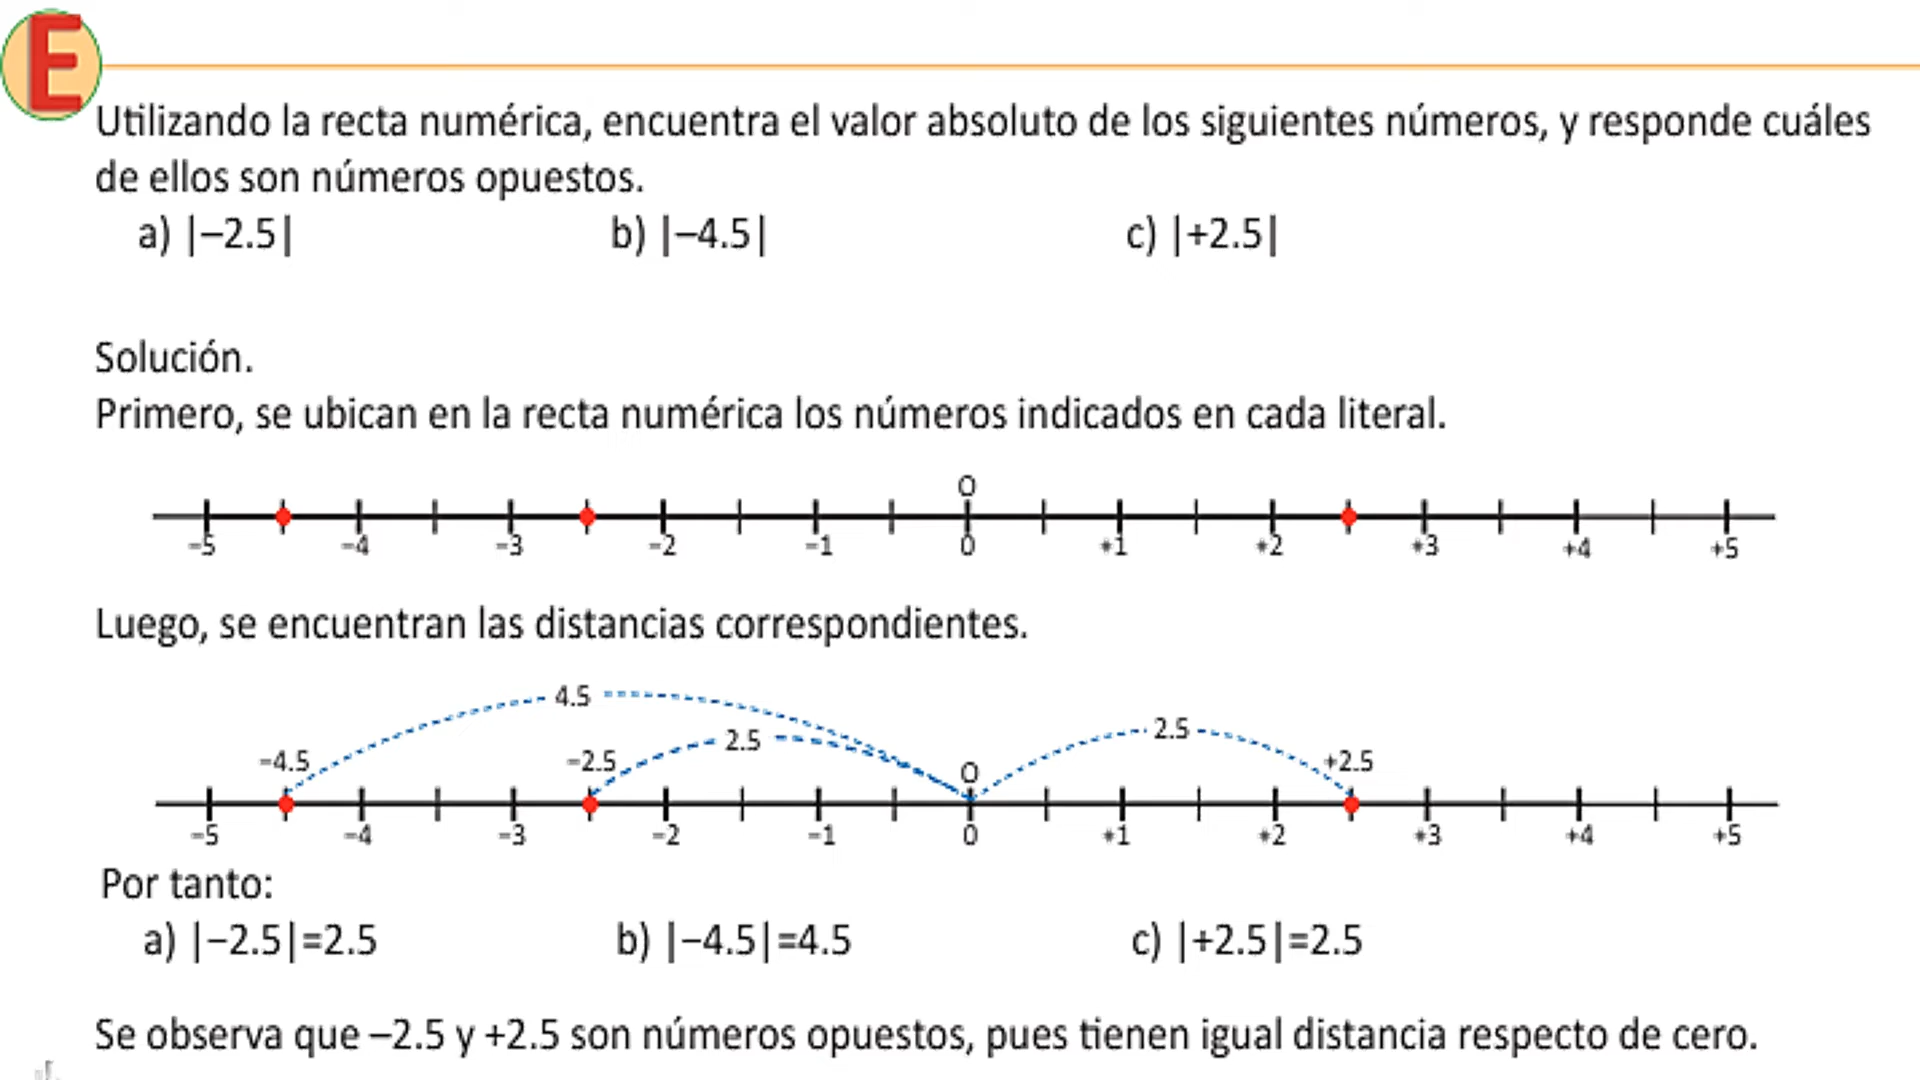 E
Utilizando la recta numérica, encuentra el valor absoluto de los siguientes números, y responde cuáles
de ellos son números opuestos.
a) |–2.5| b) |–4.5| c) |+2.5|
Solución.
Primero, se ubican en la recta numérica los números indicados en cada literal.
O
−5 −4 −3 −2 −1 0 +1 +2 +3 +4 +5
Luego, se encuentran las distancias correspondientes.
4.5 2.5 2.5
−4.5 −2.5 O +2.5
−5 −4 −3 −2 −1 0 +1 +2 +3 +4 +5
Por tanto:
a) |−2.5|=2.5 b) |−4.5|=4.5 c) |+2.5|=2.5
Se observa que –2.5 y +2.5 son números opuestos, pues tienen igual distancia respecto de cero.